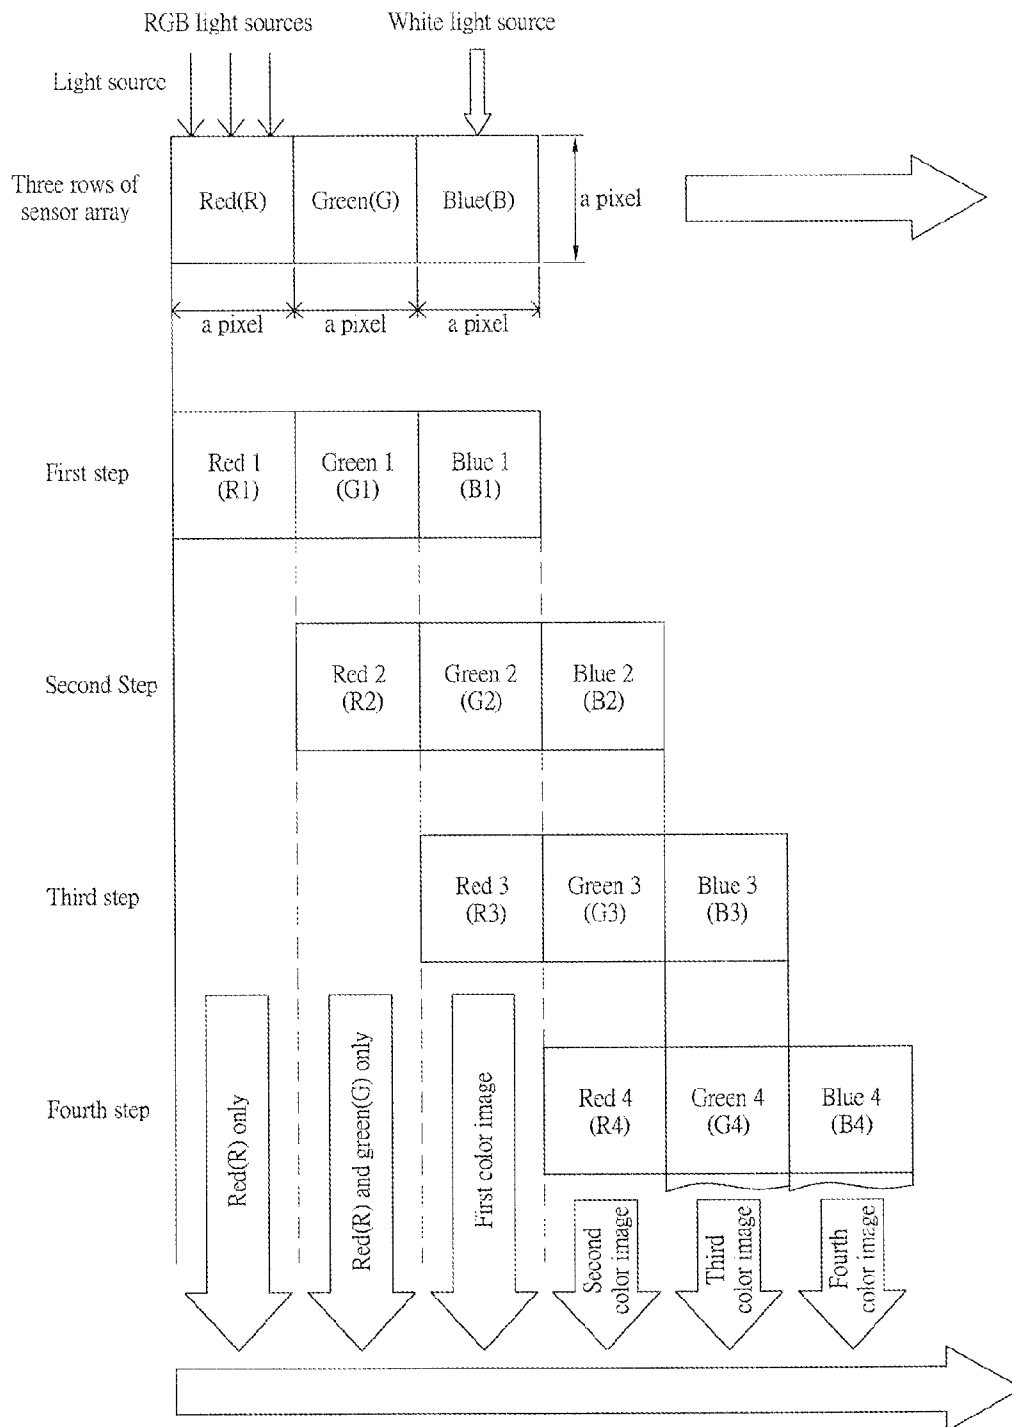 RGB light sources
White light source
Light source
Three rows of
sensor array
Red(R)
Green(G)
Blue(B)
a pixel
a pixel
a pixel
a pixel
First step
Red 1
(R1)
Green 1
(G1)
Blue 1
(B1)
Second Step
Red 2
(R2)
Green 2
(G2)
Blue 2
(B2)
Third step
Red 3
(R3)
Green 3
(G3)
Blue 3
(B3)
Fourth step
Red 4
(R4)
Green 4
(G4)
Blue 4
(B4)
Red(R) only
Red(R) and green(G) only
First color image
Second
color image
Third
color image
Fourth
color image